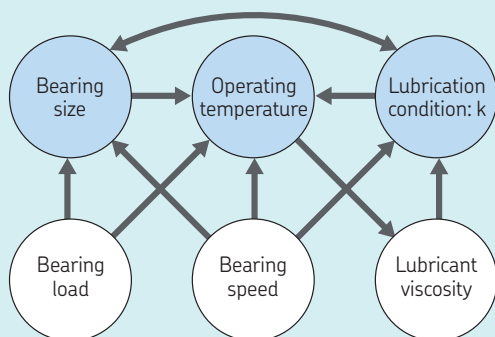 Bearing
size
Operating
temperature
Lubrication
condition: k
Bearing
load
Bearing
speed
Lubricant
viscosity